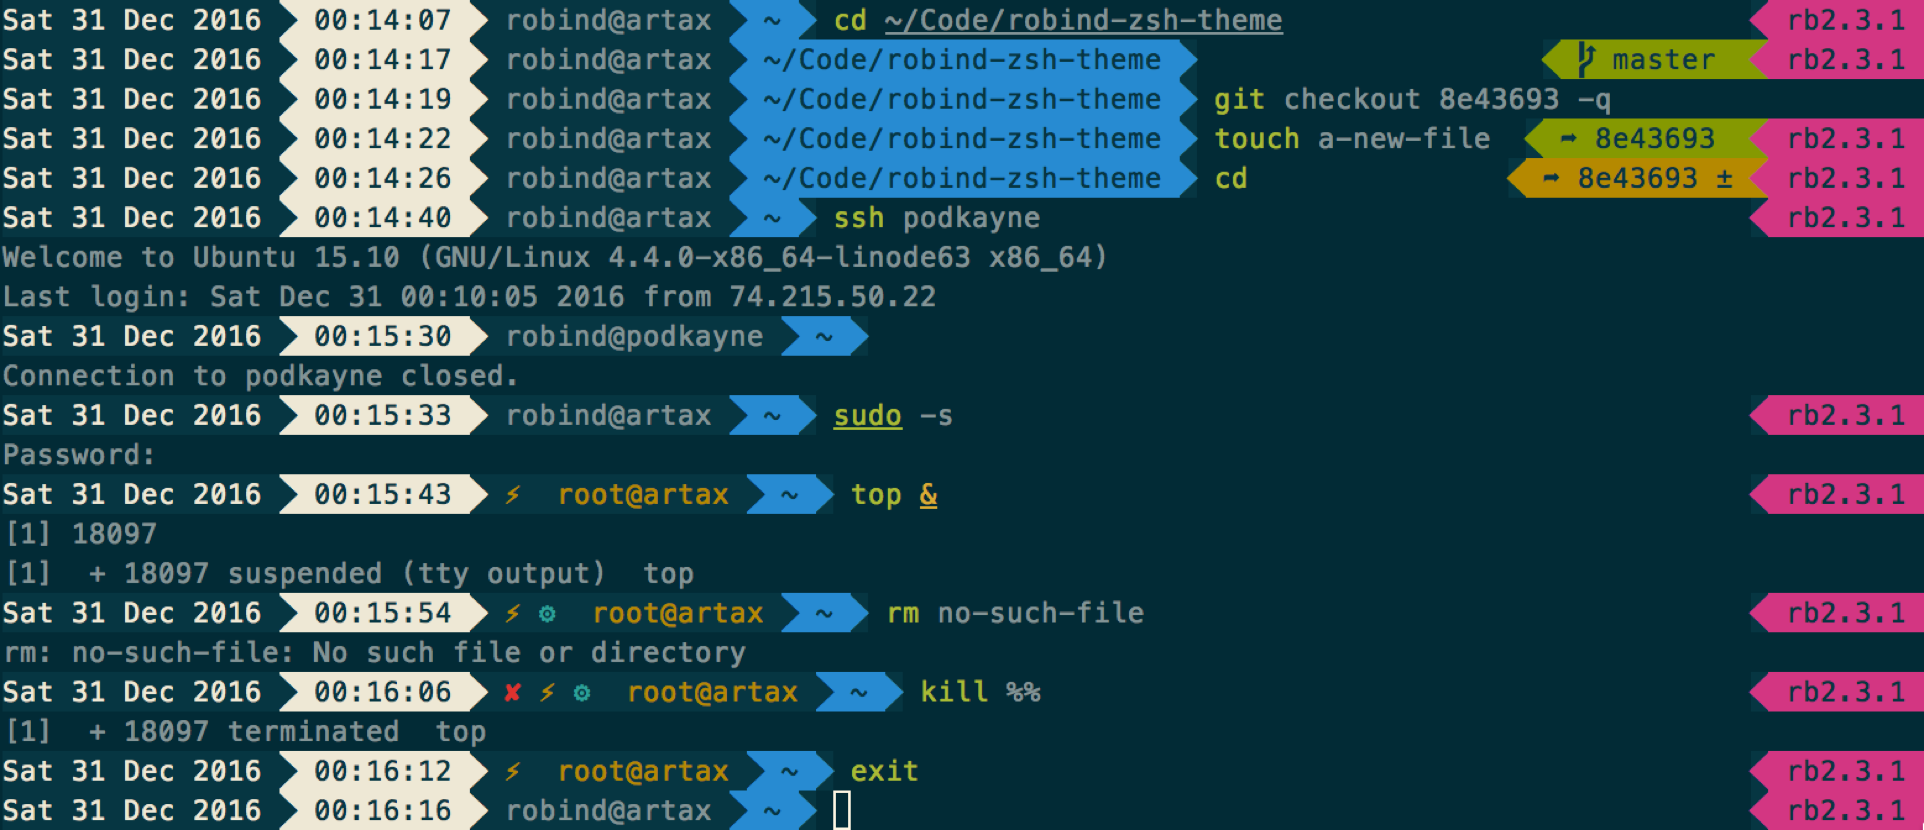 Sat 31 Dec 2016 00:14:07 robind@artax ~ cd ~/Code/robind-zsh-theme rb2.3.1
Sat 31 Dec 2016 00:14:17 robind@artax ~/Code/robind-zsh-theme master rb2.3.1
Sat 31 Dec 2016 00:14:19 robind@artax ~/Code/robind-zsh-theme git checkout 8e43693 -q
Sat 31 Dec 2016 00:14:22 robind@artax ~/Code/robind-zsh-theme touch a-new-file ➦ 8e43693 rb2.3.1
Sat 31 Dec 2016 00:14:26 robind@artax ~/Code/robind-zsh-theme cd ➦ 8e43693 ± rb2.3.1
Sat 31 Dec 2016 00:14:40 robind@artax ~ ssh podkayne rb2.3.1
Welcome to Ubuntu 15.10 (GNU/Linux 4.4.0-x86_64-linode63 x86_64)
Last login: Sat Dec 31 00:10:05 2016 from 74.215.50.22
Sat 31 Dec 2016 00:15:30 robind@podkayne ~
Connection to podkayne closed.
Sat 31 Dec 2016 00:15:33 robind@artax ~ sudo -s rb2.3.1
Password:
Sat 31 Dec 2016 00:15:43 ⚡ root@artax ~ top & rb2.3.1
[1] 18097
[1]  + 18097 suspended (tty output)  top
Sat 31 Dec 2016 00:15:54 ⚡ ⚙ root@artax ~ rm no-such-file rb2.3.1
rm: no-such-file: No such file or directory
Sat 31 Dec 2016 00:16:06 ✘ ⚡ ⚙ root@artax ~ kill %% rb2.3.1
[1]  + 18097 terminated  top
Sat 31 Dec 2016 00:16:12 ⚡ root@artax ~ exit rb2.3.1
Sat 31 Dec 2016 00:16:16 robind@artax ~ rb2.3.1